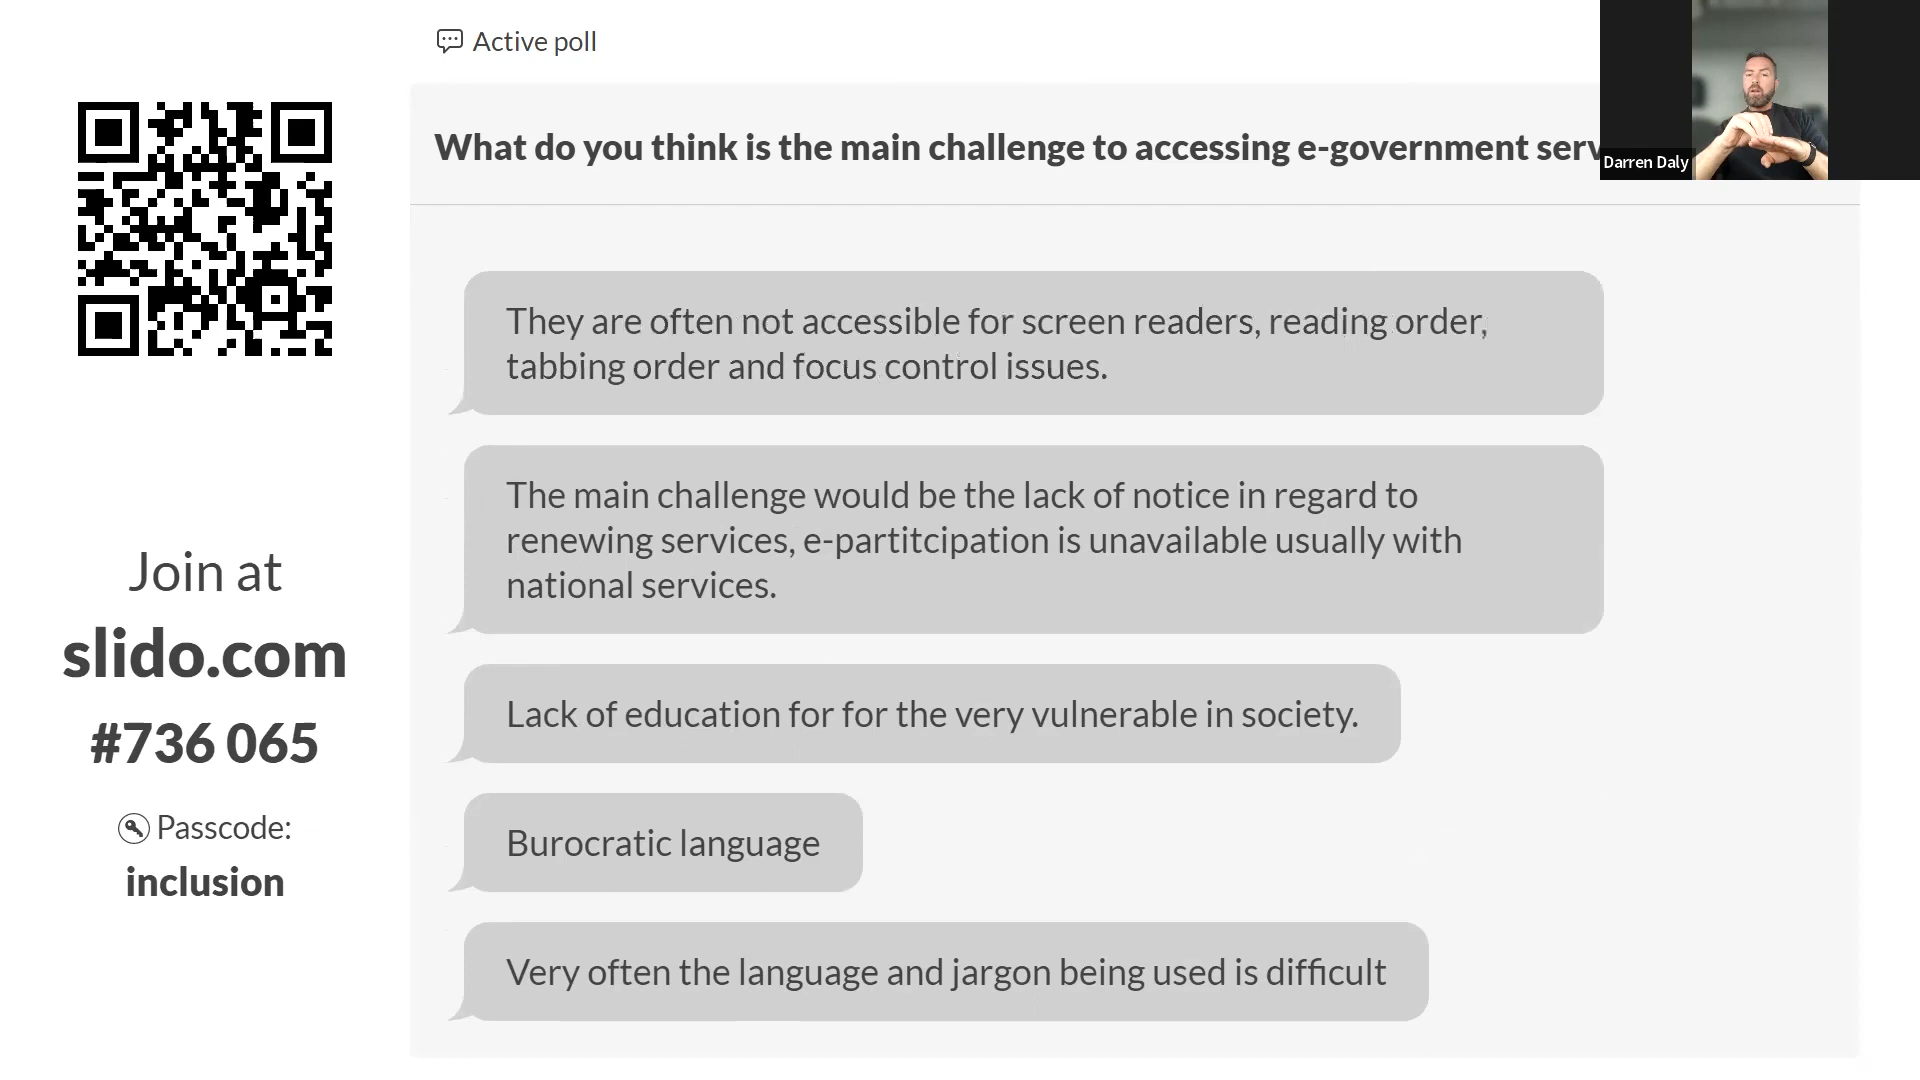 Active poll
What do you think is the main challenge to accessing e-government serv
Darren Daly
They are often not accessible for screen readers, reading order,
tabbing order and focus control issues.
The main challenge would be the lack of notice in regard to
renewing services, e-partitcipation is unavailable usually with
national services.
Lack of education for for the very vulnerable in society.
Burocratic language
Very often the language and jargon being used is difficult
Join at
slido.com
#736 065
Passcode:
inclusion